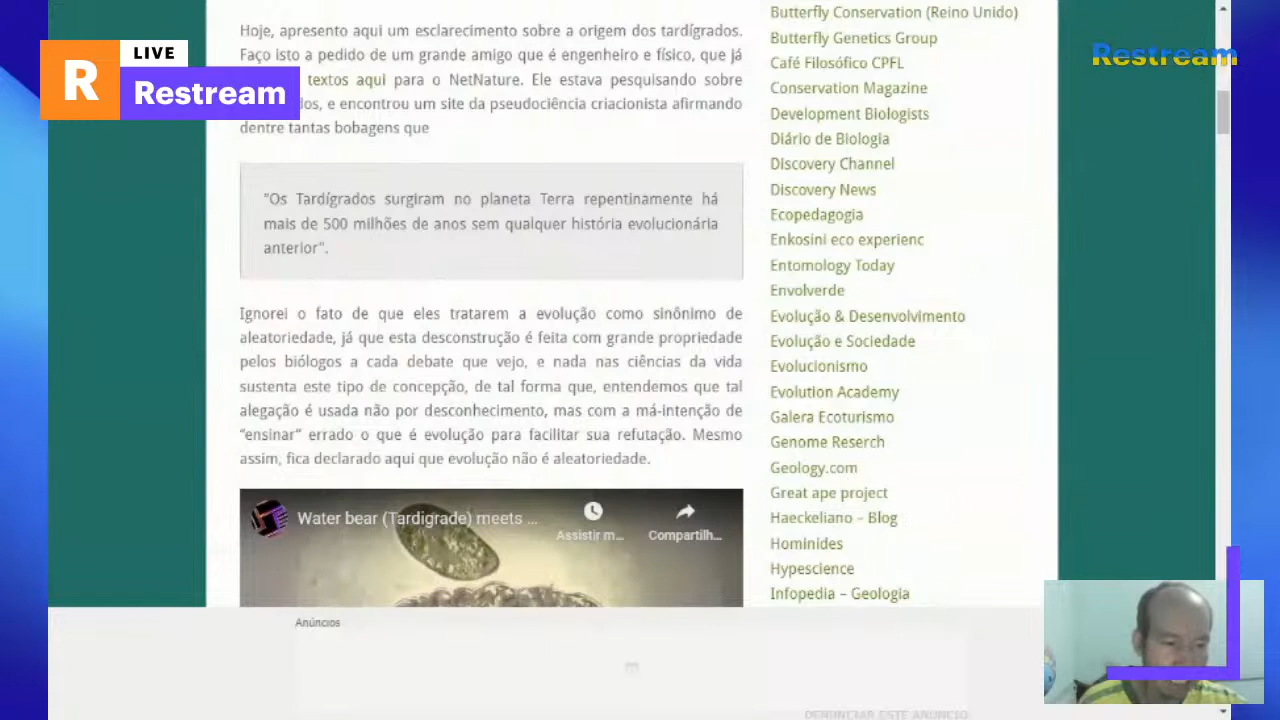 LIVE
R
Restream
Restream
Hoje, apresento aqui um esclarecimento sobre a origem dos tardígrados.
Faço isto a pedido de um grande amigo que é engenheiro e físico, que já
textos aqui para o NetNature. Ele estava pesquisando sobre
os, e encontrou um site da pseudociência criacionista afirmando
dentre tantas bobagens que
"Os Tardígrados surgiram no planeta Terra repentinamente há
mais de 500 milhões de anos sem qualquer história evolucionária
anterior".
Ignorei o fato de que eles tratarem a evolução como sinônimo de
aleatoriedade, já que esta desconstrução é feita com grande propriedade
pelos biólogos a cada debate que vejo, e nada nas ciências da vida
sustenta este tipo de concepção, de tal forma que, entendemos que tal
alegação é usada não por desconhecimento, mas com a má-intenção de
“ensinar” errado o que é evolução para facilitar sua refutação. Mesmo
assim, fica declarado aqui que evolução não é aleatoriedade.
Water bear (Tardigrade) meets ...
Assistir m...
Compartilh...
Butterfly Conservation (Reino Unido)
Butterfly Genetics Group
Café Filosófico CPFL
Conservation Magazine
Development Biologists
Diário de Biologia
Discovery Channel
Discovery News
Ecopedagogia
Enkosini eco experienc
Entomology Today
Envolverde
Evolução & Desenvolvimento
Evolução e Sociedade
Evolucionismo
Evolution Academy
Galera Ecoturismo
Genome Reserch
Geology.com
Great ape project
Haeckeliano – Blog
Hominides
Hypescience
Infopedia – Geologia
Anúncios
DENUNCIAR ESTE ANÚNCIO